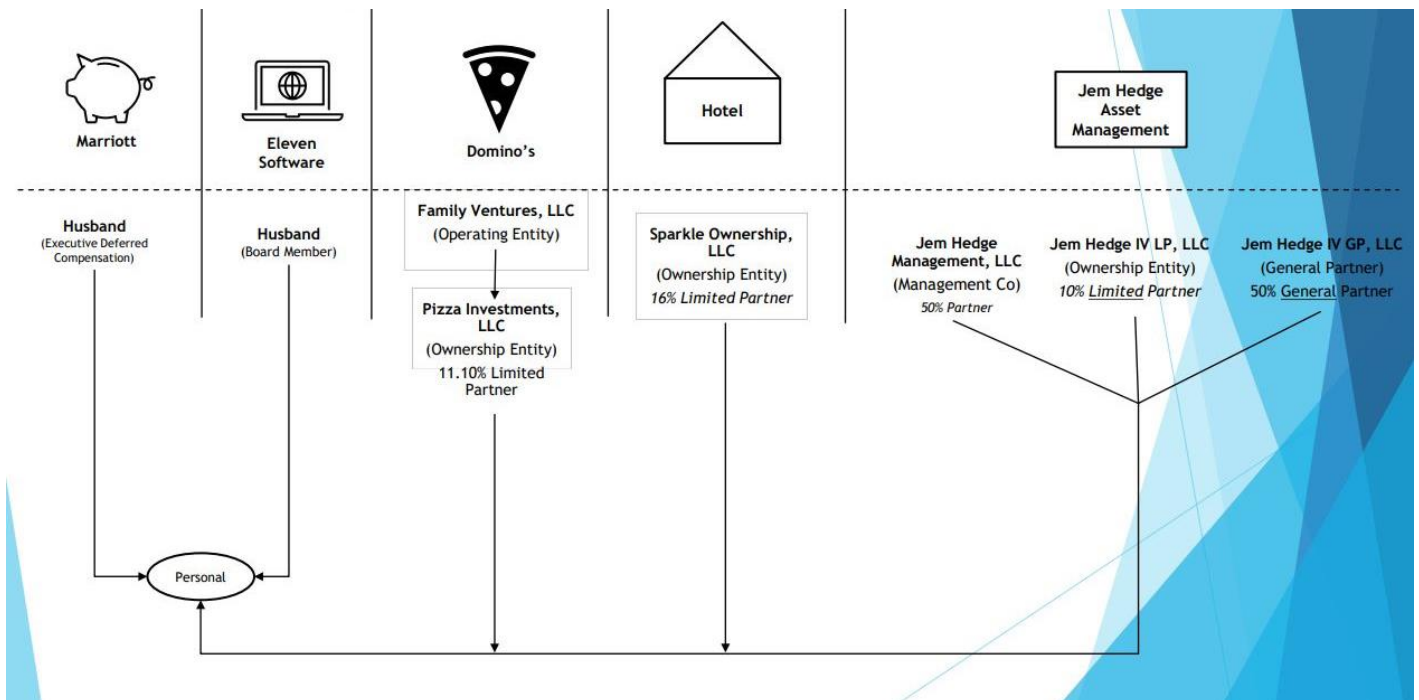 Marriott
Eleven
Software
Domino's
Hotel
Jem Hedge
Asset
Management
Husband
(Executive Deferred
Compensation)
Husband
(Board Member)
Family Ventures, LLC
(Operating Entity)
Pizza Investments,
LLC
(Ownership Entity)
11.10% Limited
Partner
Sparkle Ownership,
LLC
(Ownership Entity)
16% Limited Partner
Jem Hedge
Management, LLC
(Management Co)
50% Partner
Jem Hedge IV LP, LLC
(Ownership Entity)
10% Limited Partner
Jem Hedge IV GP, LLC
(General Partner)
50% General Partner
Personal